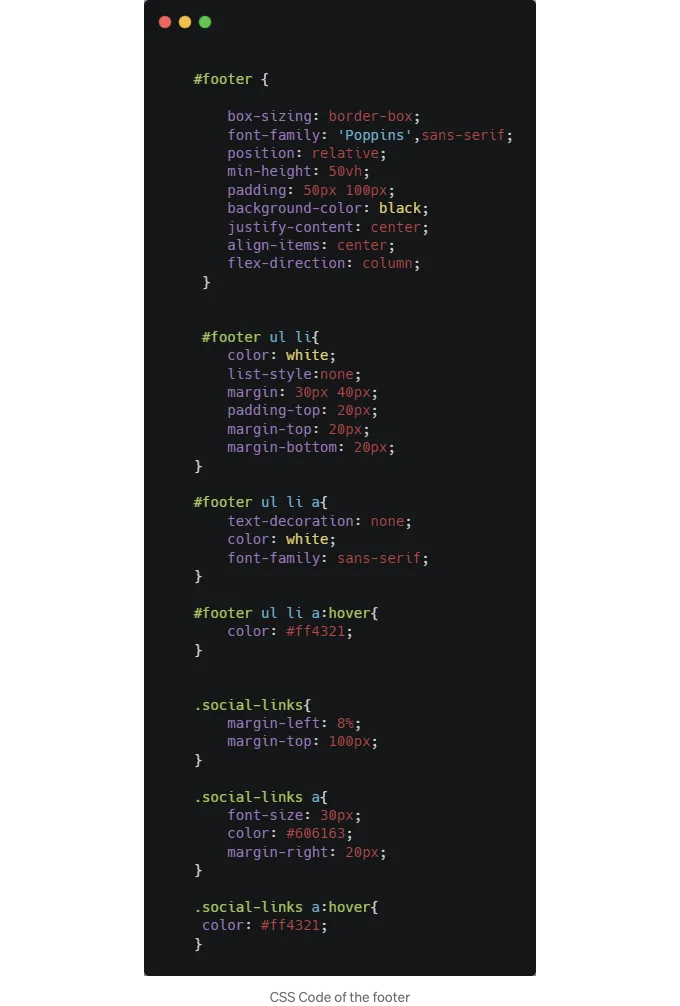 #footer {
box-sizing: border-box;
font-family: 'Poppins',sans-serif;
position: relative;
min-height: 50vh;
padding: 50px 100px;
background-color: black;
justify-content: center;
align-items: center;
flex-direction: column;
}
#footer ul li{
color: white;
list-style:none;
margin: 30px 40px;
padding-top: 20px;
margin-top: 20px;
margin-bottom: 20px;
}
#footer ul li a{
text-decoration: none;
color: white;
font-family: sans-serif;
}
#footer ul li a:hover{
color: #ff4321;
}
.social-links{
margin-left: 8%;
margin-top: 100px;
}
.social-links a{
font-size: 30px;
color: #606163;
margin-right: 20px;
}
.social-links a:hover{
color: #ff4321;
}
CSS Code of the footer